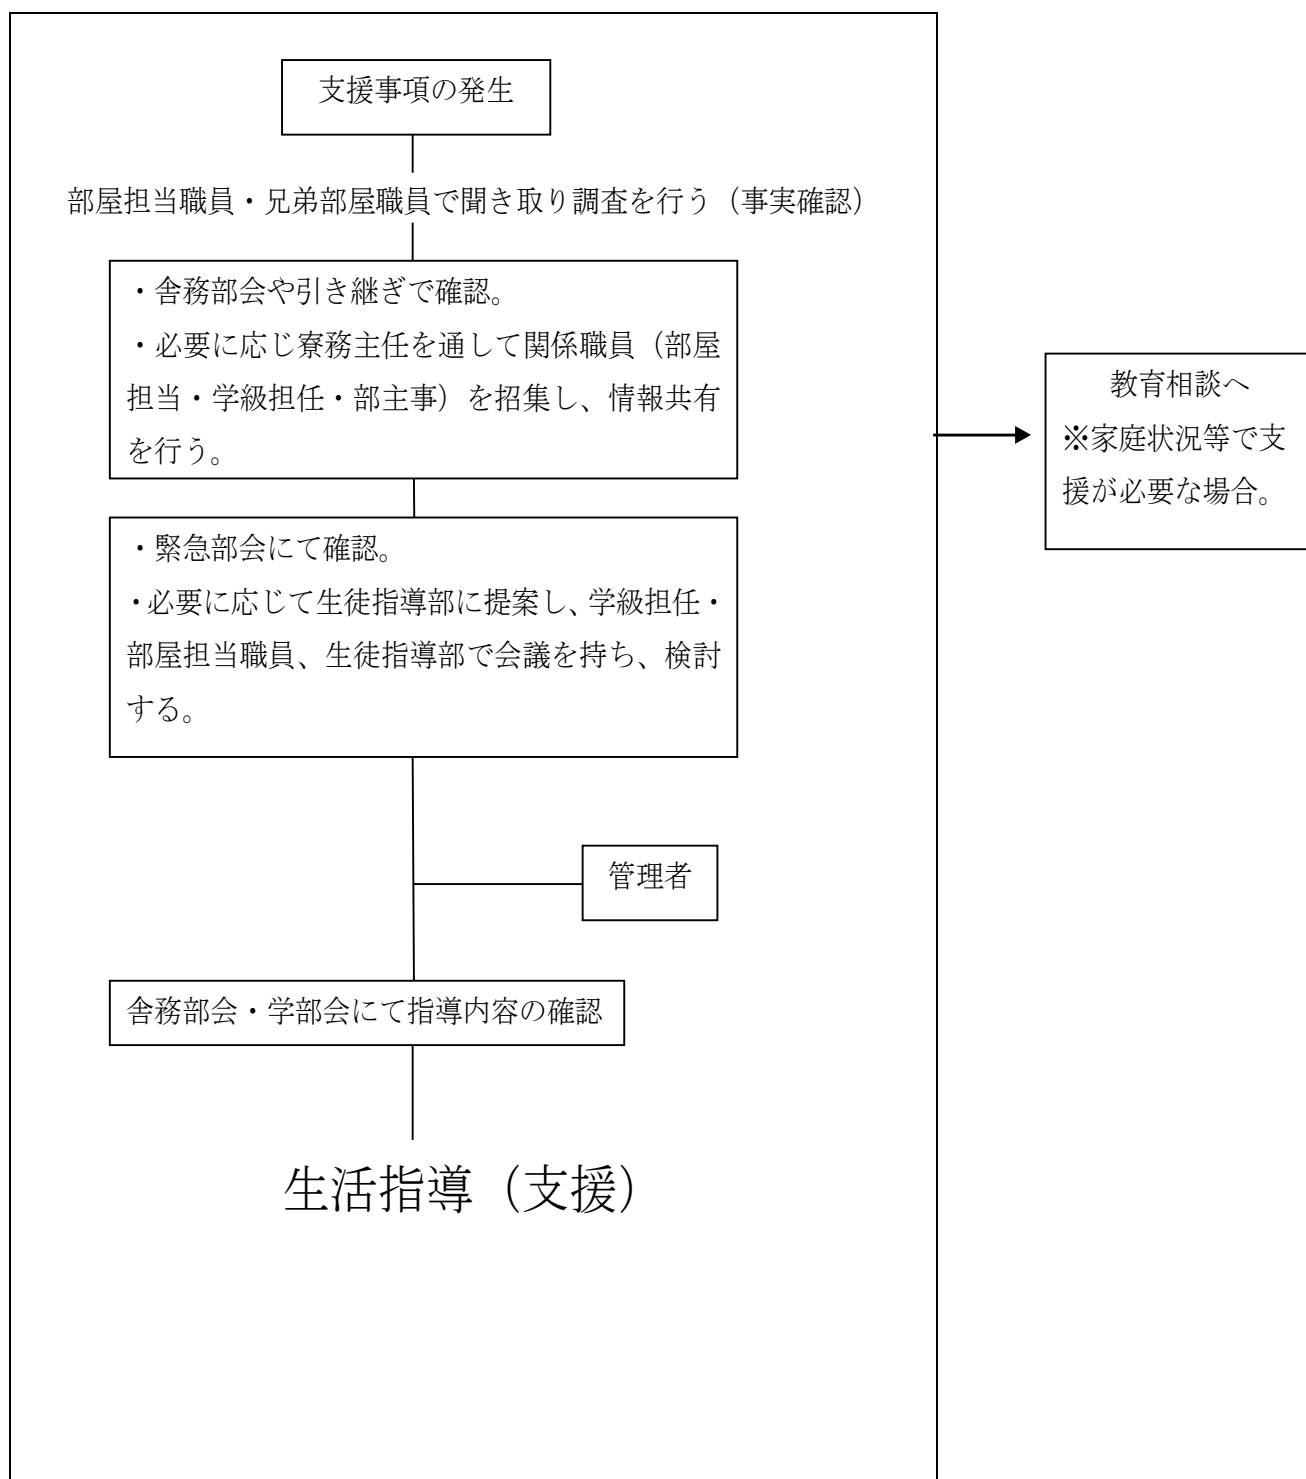 支援事項の発生
部屋担当職員・兄弟部屋職員で聞き取り調査を行う（事実確認）
・舎務部会や引き継ぎで確認。
・必要に応じ寮務主任を通して関係職員（部屋
担当・学級担任・部主事）を招集し、情報共有
を行う。
教育相談へ
※家庭状況等で支
援が必要な場合。
・緊急部会にて確認。
・必要に応じて生徒指導部に提案し、学級担任・
部屋担当職員、生徒指導部で会議を持ち、検討
する。
管理者
舎務部会・学部会にて指導内容の確認
生活指導（支援）